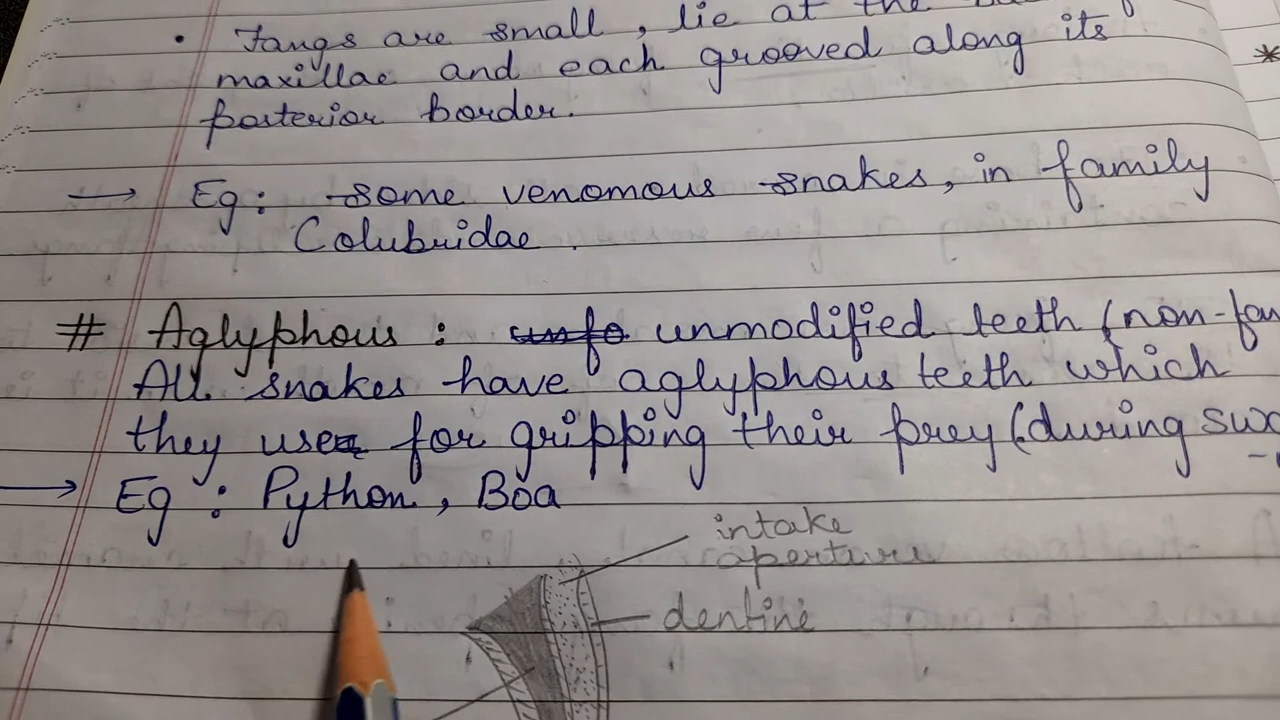 • Fangs are small, lie at the
maxillae and each grooved along its
posterior border.
→ Eg: some venomous snakes, in family
Colubridae.
# Aglyphous: unmodified teeth (non-fan
All snakes have aglyphous teeth which
they use for gripping their prey (during swa
→ Eg: Python, Boa
intake
aperture
dentine